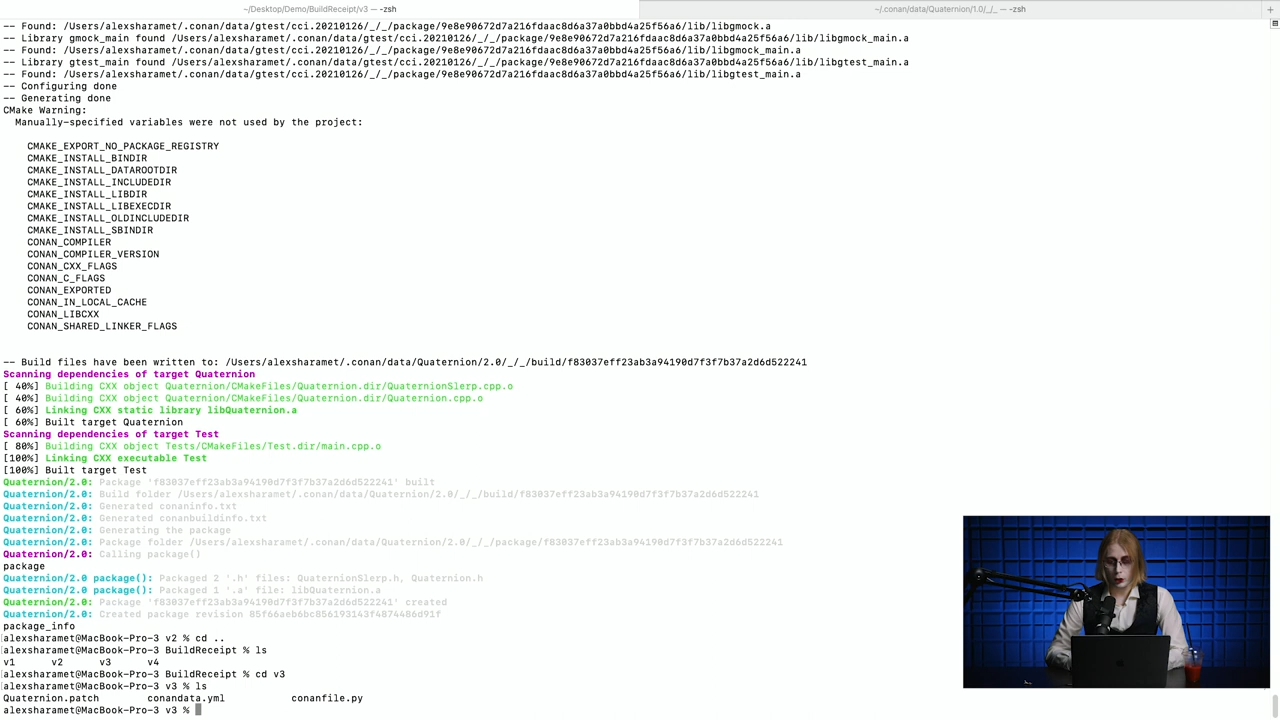 ~/Desktop/Demo/BuildReceipt/v3 — -zsh
~/.conan/data/Quaternion/1.0/_/_ — -zsh
-- Found: /Users/alexsharamet/.conan/data/gtest/cci.20210126/_/_/package/9e8e90672d7a216fdaac8d6a37a0bbd4a25f56a6/lib/libgmock.a
-- Library gmock_main found /Users/alexsharamet/.conan/data/gtest/cci.20210126/_/_/package/9e8e90672d7a216fdaac8d6a37a0bbd4a25f56a6/lib/libgmock_main.a
-- Found: /Users/alexsharamet/.conan/data/gtest/cci.20210126/_/_/package/9e8e90672d7a216fdaac8d6a37a0bbd4a25f56a6/lib/libgmock_main.a
-- Library gtest_main found /Users/alexsharamet/.conan/data/gtest/cci.20210126/_/_/package/9e8e90672d7a216fdaac8d6a37a0bbd4a25f56a6/lib/libgtest_main.a
-- Found: /Users/alexsharamet/.conan/data/gtest/cci.20210126/_/_/package/9e8e90672d7a216fdaac8d6a37a0bbd4a25f56a6/lib/libgtest_main.a
-- Configuring done
-- Generating done
CMake Warning:
Manually-specified variables were not used by the project:
CMAKE_EXPORT_NO_PACKAGE_REGISTRY
CMAKE_INSTALL_BINDIR
CMAKE_INSTALL_DATAROOTDIR
CMAKE_INSTALL_INCLUDEDIR
CMAKE_INSTALL_LIBDIR
CMAKE_INSTALL_LIBEXECDIR
CMAKE_INSTALL_OLDINCLUDEDIR
CMAKE_INSTALL_SBINDIR
CONAN_COMPILER
CONAN_COMPILER_VERSION
CONAN_CXX_FLAGS
CONAN_C_FLAGS
CONAN_EXPORTED
CONAN_IN_LOCAL_CACHE
CONAN_LIBCXX
CONAN_SHARED_LINKER_FLAGS
-- Build files have been written to: /Users/alexsharamet/.conan/data/Quaternion/2.0/_/_/build/f83037eff23ab3a94190d7f3f7b37a2d6d522241
Scanning dependencies of target Quaternion
[ 40%] Building CXX object Quaternion/CMakeFiles/Quaternion.dir/QuaternionSlerp.cpp.o
[ 40%] Building CXX object Quaternion/CMakeFiles/Quaternion.dir/Quaternion.cpp.o
[ 60%] Linking CXX static library libQuaternion.a
[ 60%] Built target Quaternion
Scanning dependencies of target Test
[ 80%] Building CXX object Tests/CMakeFiles/Test.dir/main.cpp.o
[100%] Linking CXX executable Test
[100%] Built target Test
Quaternion/2.0: Package 'f83037eff23ab3a94190d7f3f7b37a2d6d522241' built
Quaternion/2.0: Build folder /Users/alexsharamet/.conan/data/Quaternion/2.0/_/_/build/f83037eff23ab3a94190d7f3f7b37a2d6d522241
Quaternion/2.0: Generated conaninfo.txt
Quaternion/2.0: Generated conanbuildinfo.txt
Quaternion/2.0: Generating the package
Quaternion/2.0: Package folder /Users/alexsharamet/.conan/data/Quaternion/2.0/_/_/package/f83037eff23ab3a94190d7f3f7b37a2d6d522241
Quaternion/2.0: Calling package()
package
Quaternion/2.0 package(): Packaged 2 '.h' files: QuaternionSlerp.h, Quaternion.h
Quaternion/2.0 package(): Packaged 1 '.a' file: libQuaternion.a
Quaternion/2.0: Package 'f83037eff23ab3a94190d7f3f7b37a2d6d522241' created
Quaternion/2.0: Created package revision 85f66aeb6bc856193143f4874486d91f
package_info
alexsharamet@MacBook-Pro-3 v2 % cd ..
alexsharamet@MacBook-Pro-3 BuildReceipt % ls
v1 v2 v3 v4
alexsharamet@MacBook-Pro-3 BuildReceipt % cd v3
alexsharamet@MacBook-Pro-3 v3 % ls
Quaternion.patch conandata.yml conanfile.py
alexsharamet@MacBook-Pro-3 v3 %